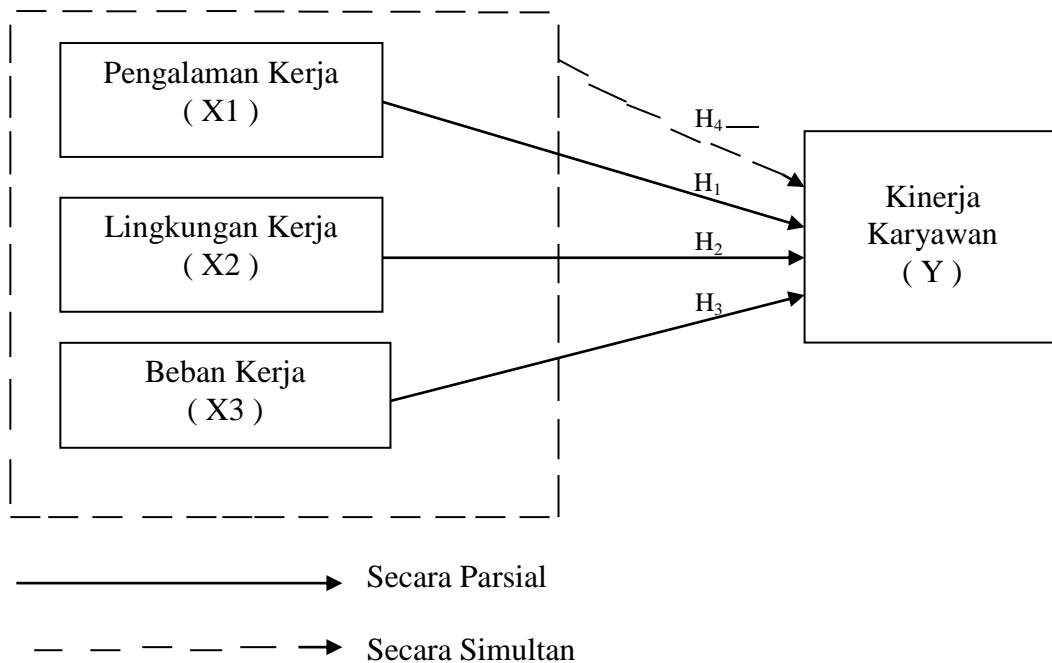 Pengalaman Kerja
( X1 )
Lingkungan Kerja
( X2 )
Beban Kerja
( X3 )
H4
H1
H2
H3
Kinerja
Karyawan
( Y )
Secara Parsial
Secara Simultan